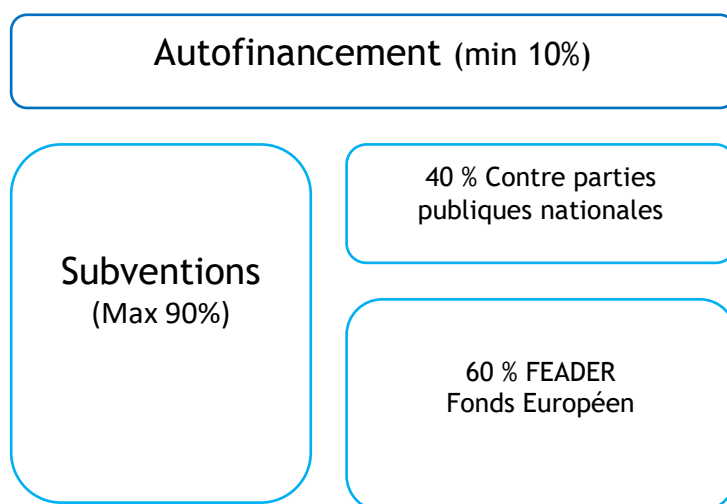 Autofinancement (min 10%)
Subventions
(Max 90%)
40 % Contre parties
publiques nationales
60 % FEADER
Fonds Européen